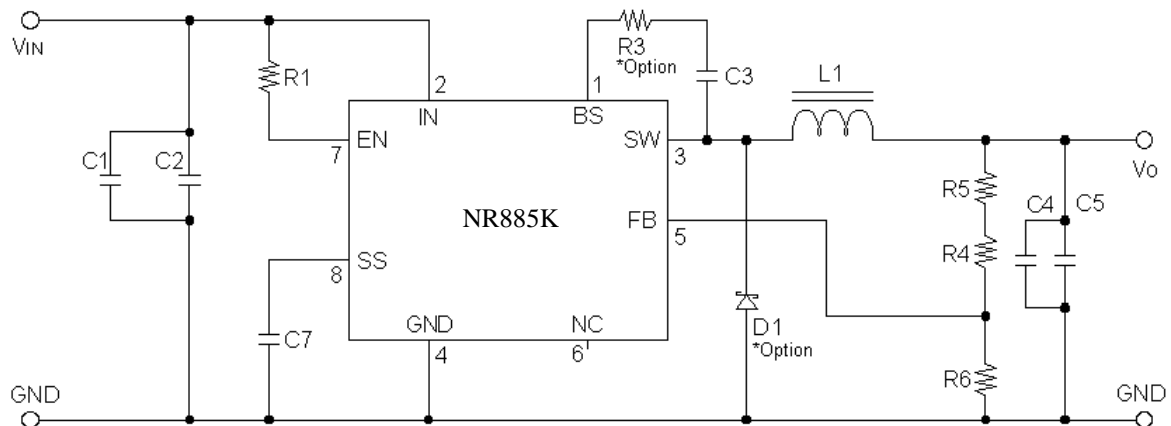 VIN
R1
C1
C2
R3
*Option
C3
L1
2
1
IN
BS
EN
7
SW
3
Vo
NR885K
FB
5
R5
R4
C4
C5
SS
8
C7
GND
4
NC
6
D1
*Option
R6
GND
GND